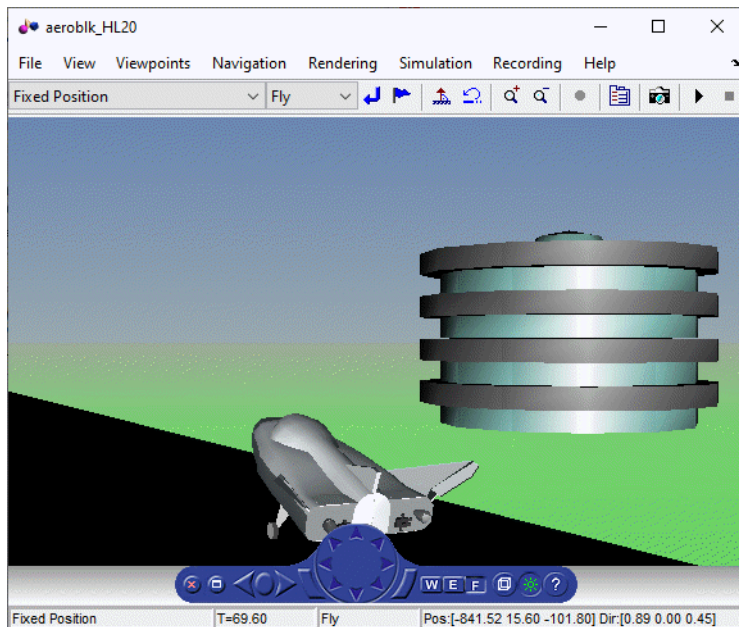 aeroblk_HL20
File View Viewpoints Navigation Rendering Simulation Recording Help
Fixed Position Fly
W E F ?
Fixed Position T=69.60 Fly Pos:[-841.52 15.60 -101.80] Dir:[0.89 0.00 0.45]